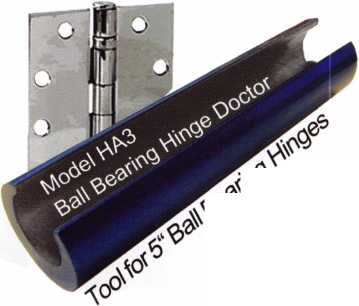 Model HA3
Ball Bearing Hinge Doctor
Tool for 5" Ball Hinges